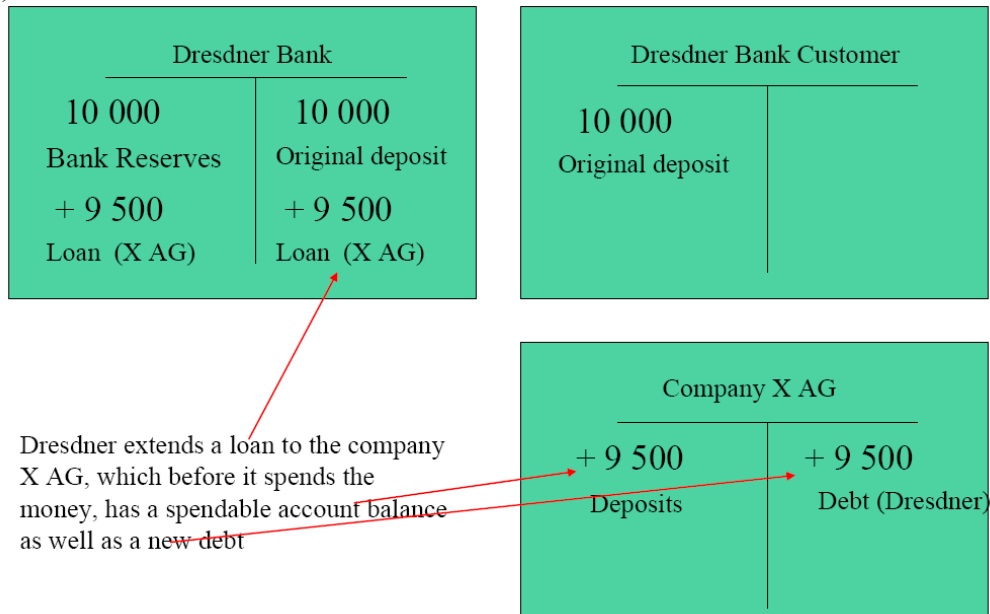 Dresdner Bank
10 000
10 000
Bank Reserves
Original deposit
+ 9 500
+ 9 500
Loan (X AG)
Loan (X AG)
Dresdner Bank Customer
10 000
Original deposit
Dresdner extends a loan to the company
X AG, which before it spends the
money, has a spendable account balance
as well as a new debt
Company X AG
+ 9 500
+ 9 500
Deposits
Debt (Dresdner)